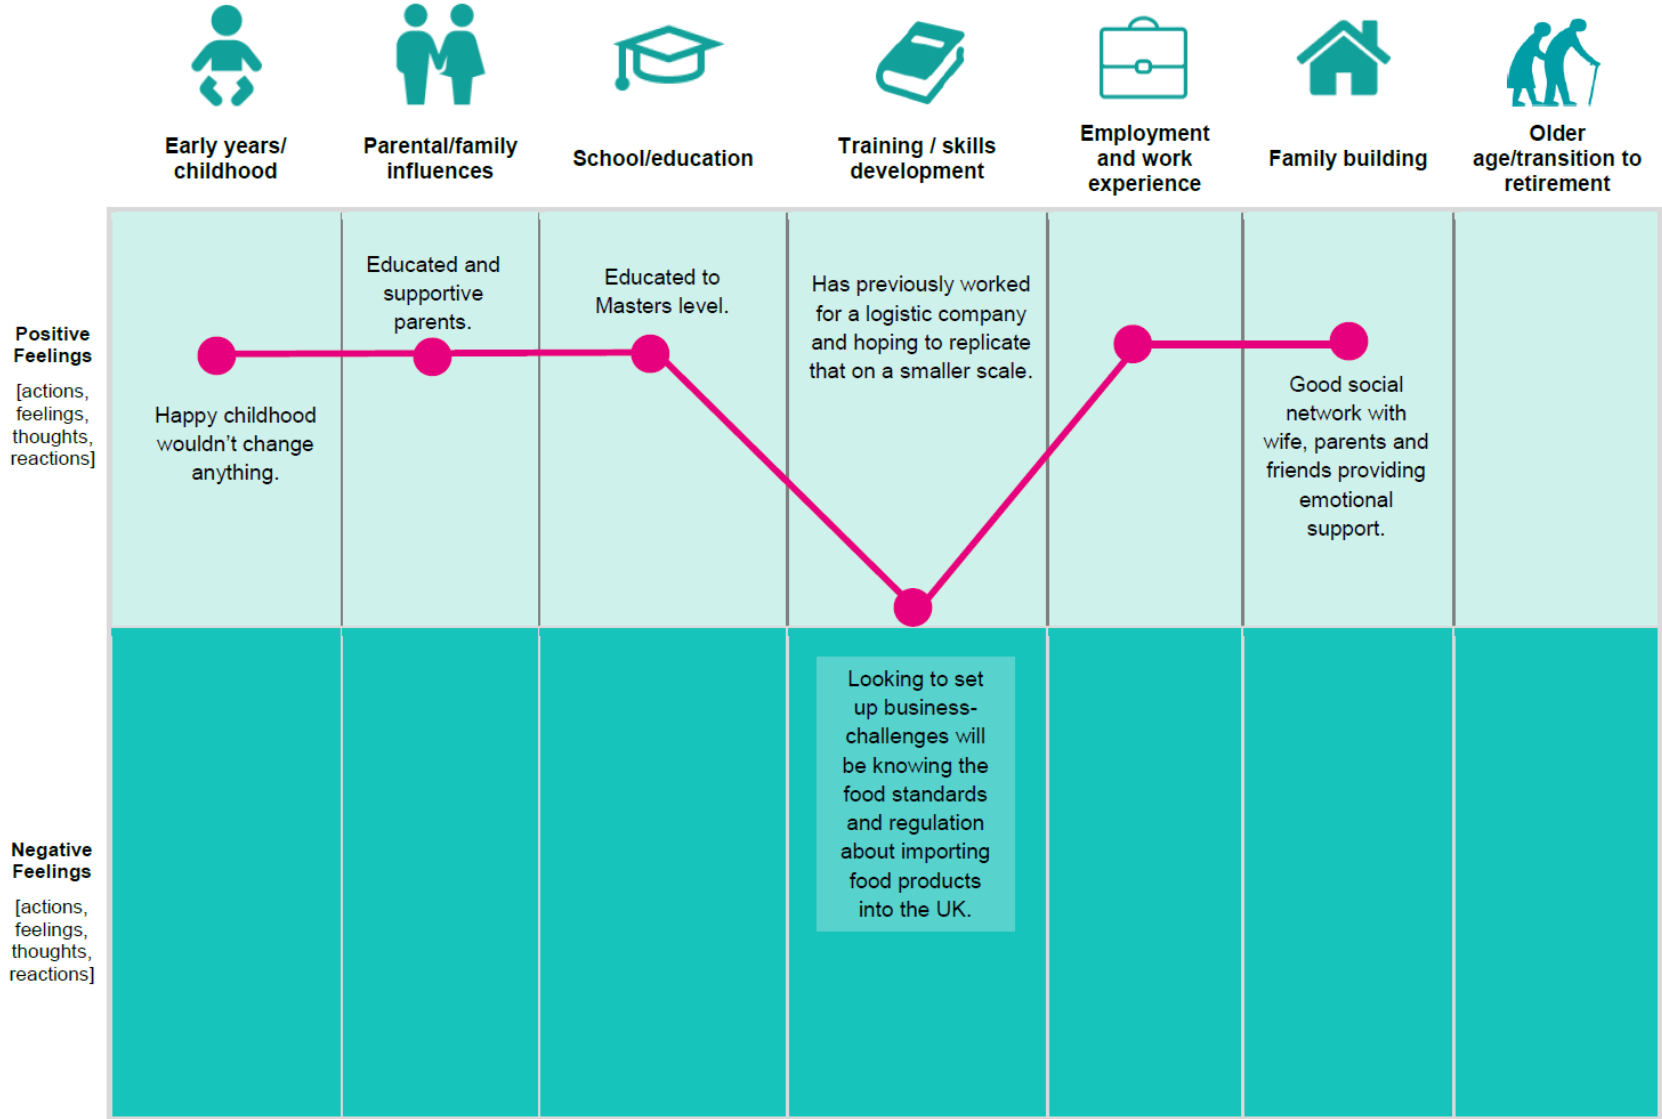 Early years/
childhood
Parental/family
influences
School/education
Training / skills
development
Employment
and work
experience
Family building
Older
age/transition to
retirement
Positive
Feelings
[actions,
feelings,
thoughts,
reactions]
Happy childhood
wouldn't change
anything.
Educated and
supportive
parents.
Educated to
Masters level.
Has previously worked
for a logistic company
and hoping to replicate
that on a smaller scale.
Good social
network with
wife, parents and
friends providing
emotional
support.
Negative
Feelings
[actions,
feelings,
thoughts,
reactions]
Looking to set
up business-
challenges will
be knowing the
food standards
and regulation
about importing
food products
into the UK.